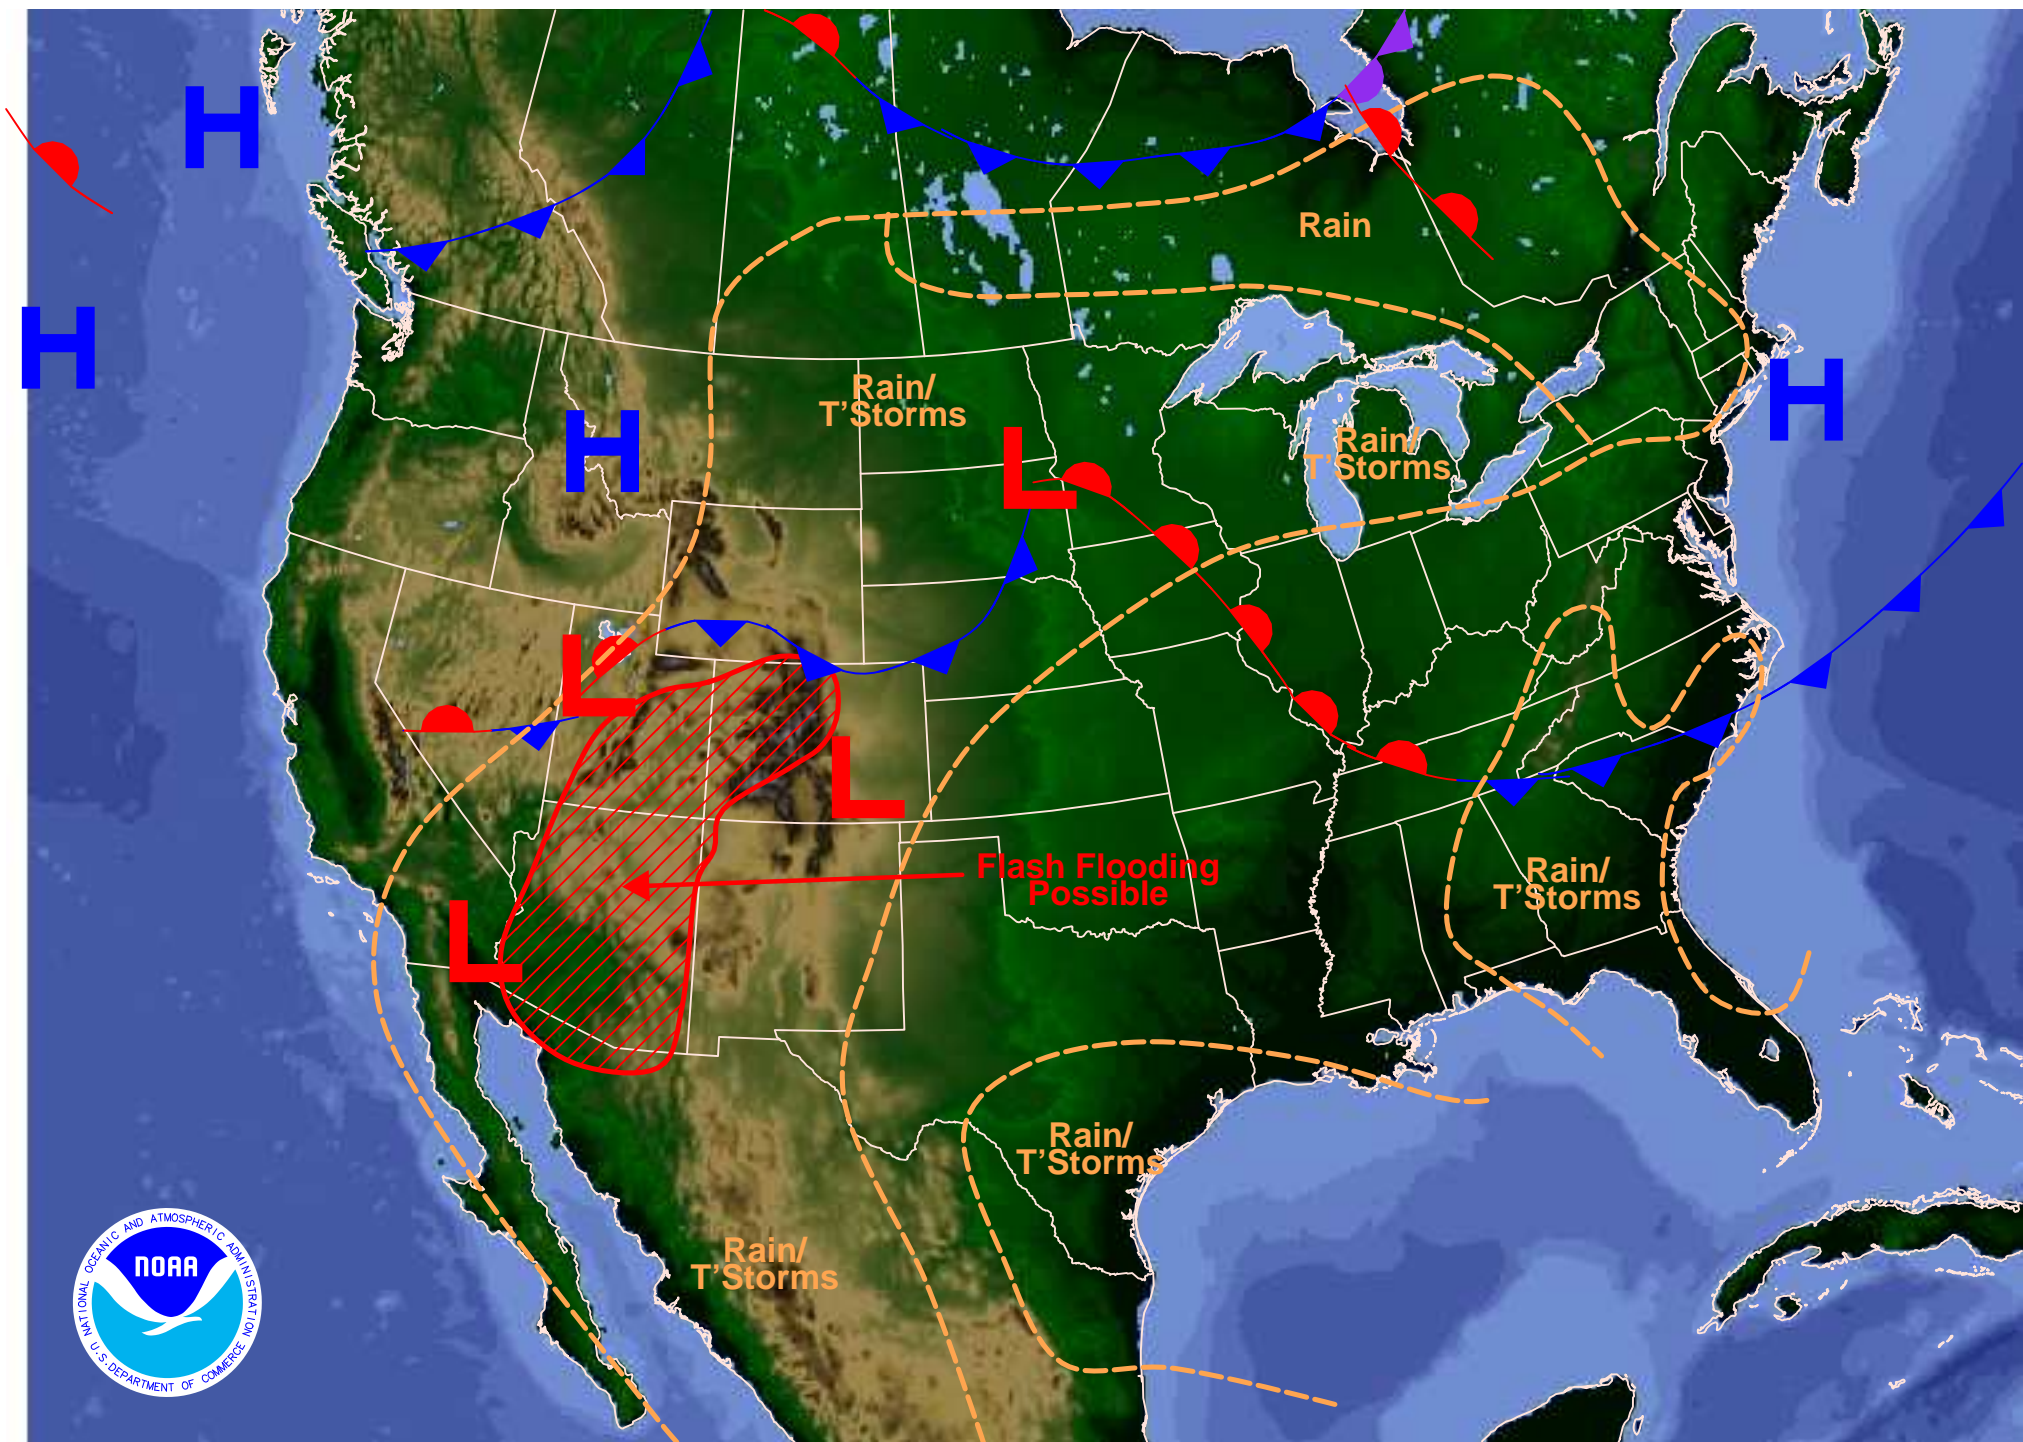 H
Rain
H
H
Rain/
T'Storms
H
L
Rain/
T'Storms
L
L
Flash Flooding
Possible
Rain/
T'Storms
L
Rain/
T'Storms
Rain/
T'Storms
NATIONAL OCEANIC AND ATMOSPHERIC ADMINISTRATION
NOAA
U.S. DEPARTMENT OF COMMERCE